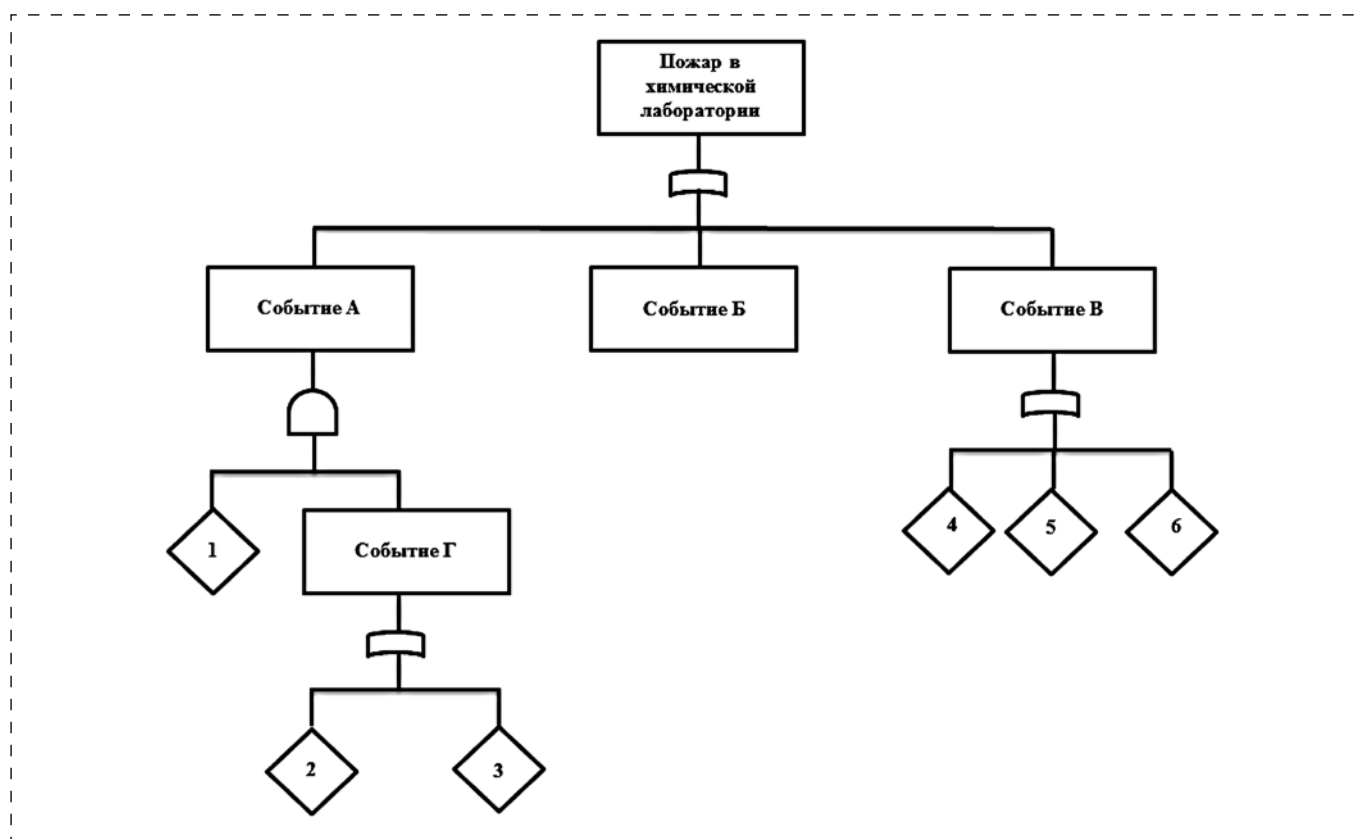 Пожар в
химической
лаборатории
Событие А
Событие Б
Событие В
4
5
6
1
Событие Г
2
3